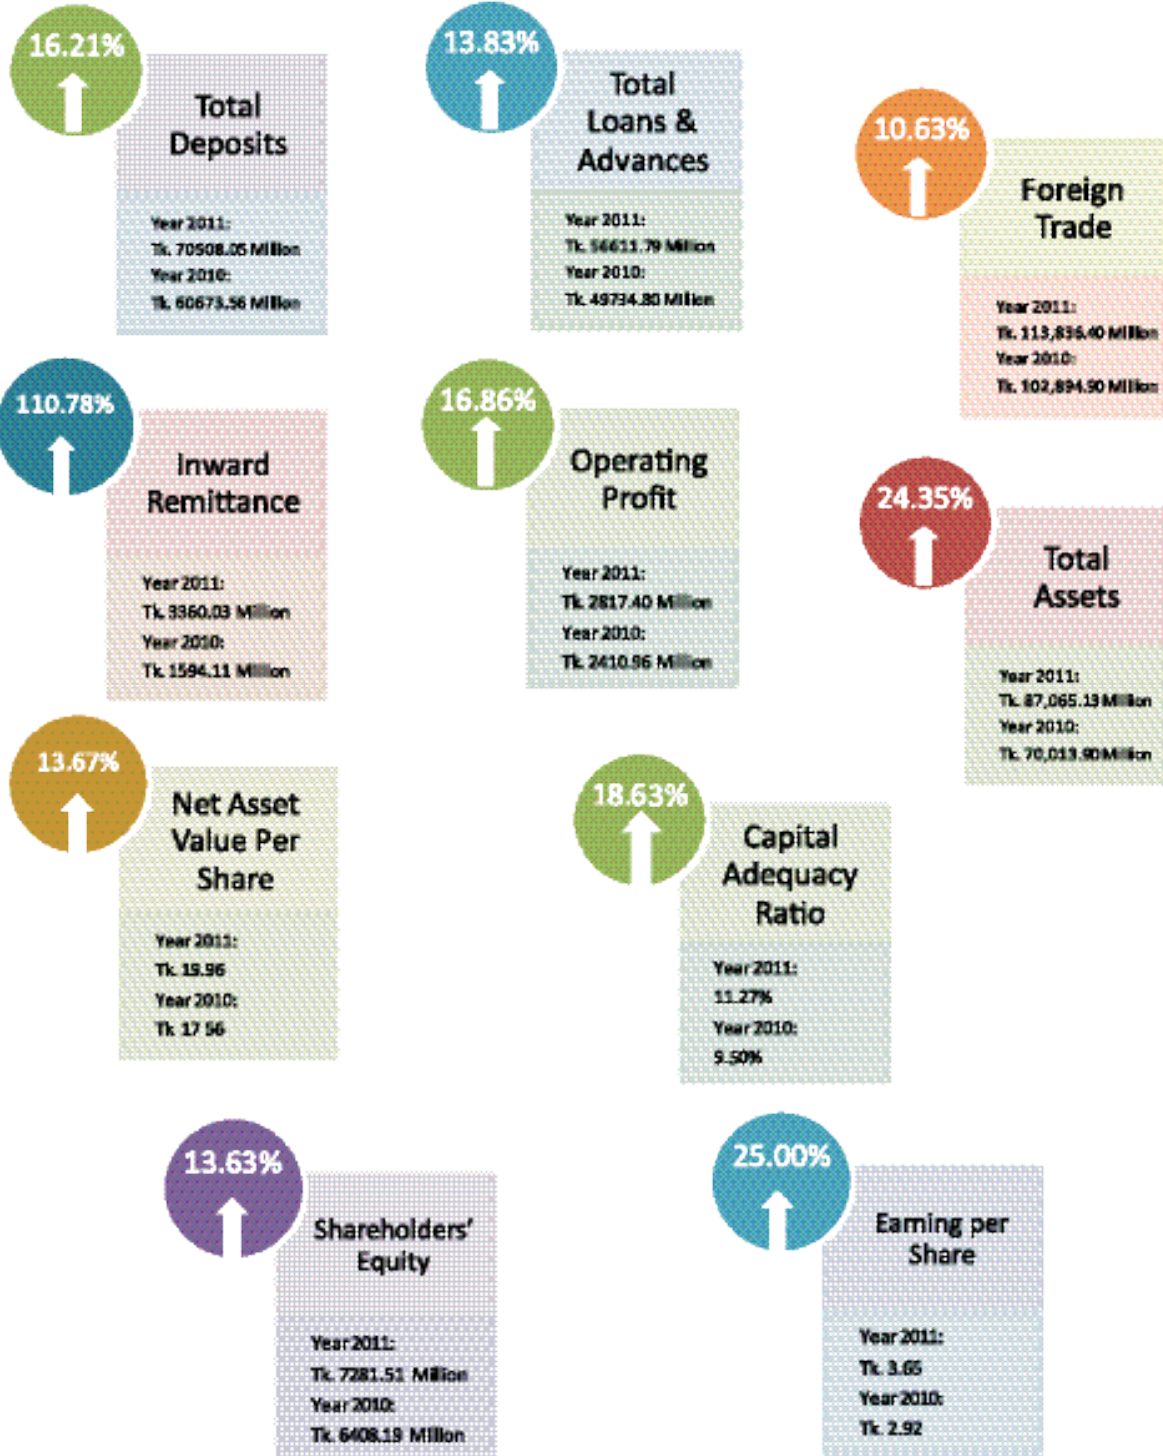 16.21%
Total
Deposits
Year 2011:
Tk. 70508.05 Million
Year 2010:
Tk. 60673.56 Million
13.83%
Total
Loans &
Advances
Year 2011:
Tk. 56611.79 Million
Year 2010:
Tk. 49734.80 Million
10.63%
Foreign
Trade
Year 2011:
Tk. 113,836.40 Million
Year 2010:
Tk. 102,894.90 Million
110.78%
Inward
Remittance
Year 2011:
Tk. 3360.03 Million
Year 2010:
Tk. 1594.11 Million
16.86%
Operating
Profit
Year 2011:
Tk. 2817.40 Million
Year 2010:
Tk. 2410.96 Million
24.35%
Total
Assets
Year 2011:
Tk. 87,065.13 Million
Year 2010:
Tk. 70,013.90 Million
13.67%
Net Asset
Value Per
Share
Year 2011:
Tk. 19.96
Year 2010:
Tk 17 56
18.63%
Capital
Adequacy
Ratio
Year 2011:
11.27%
Year 2010:
9.50%
13.63%
Shareholders'
Equity
Year 2011:
Tk. 7281.51 Million
Year 2010:
Tk. 6408.19 Million
25.00%
Earning per
Share
Year 2011:
Tk. 3.65
Year 2010:
Tk. 2.92